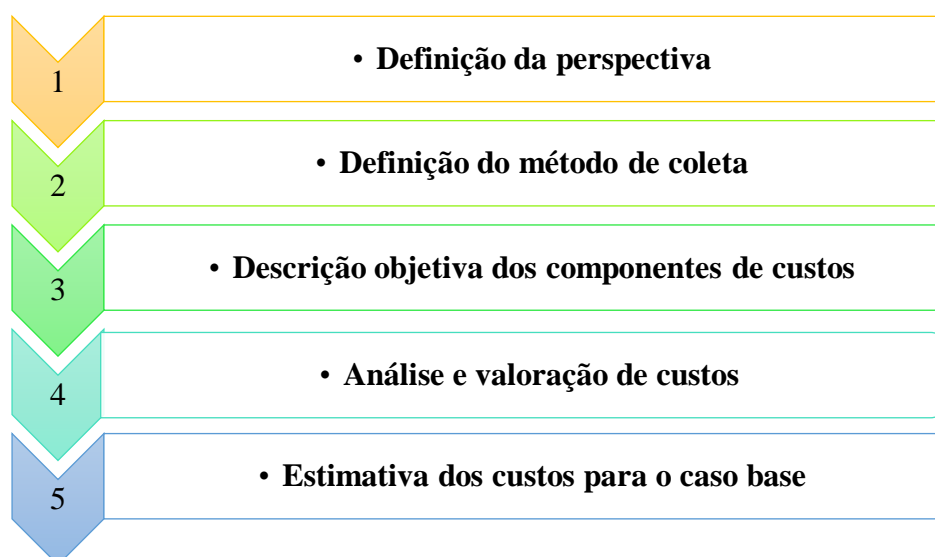 1
• Definição da perspectiva
2
• Definição do método de coleta
3
• Descrição objetiva dos componentes de custos
4
• Análise e valoração de custos
5
• Estimativa dos custos para o caso base